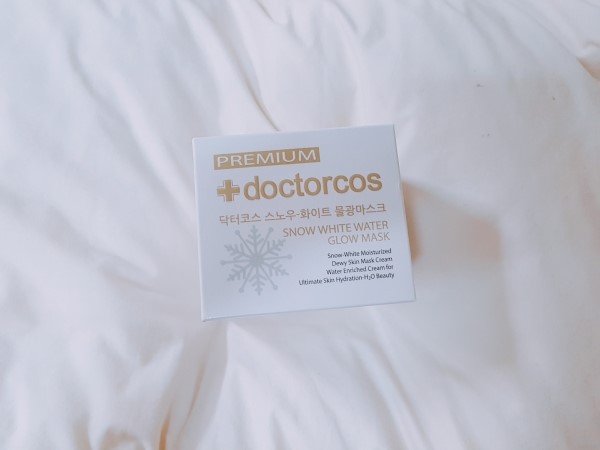 PREMIUM
doctorcos
닥터코스 스노우-화이트 물광마스크
SNOW WHITE WATER
GLOW MASK
Snow-White Moisturized
Dewy Skin Mask Cream
Water Enriched Cream for
Ultimate Skin Hydration-H₂O Beauty